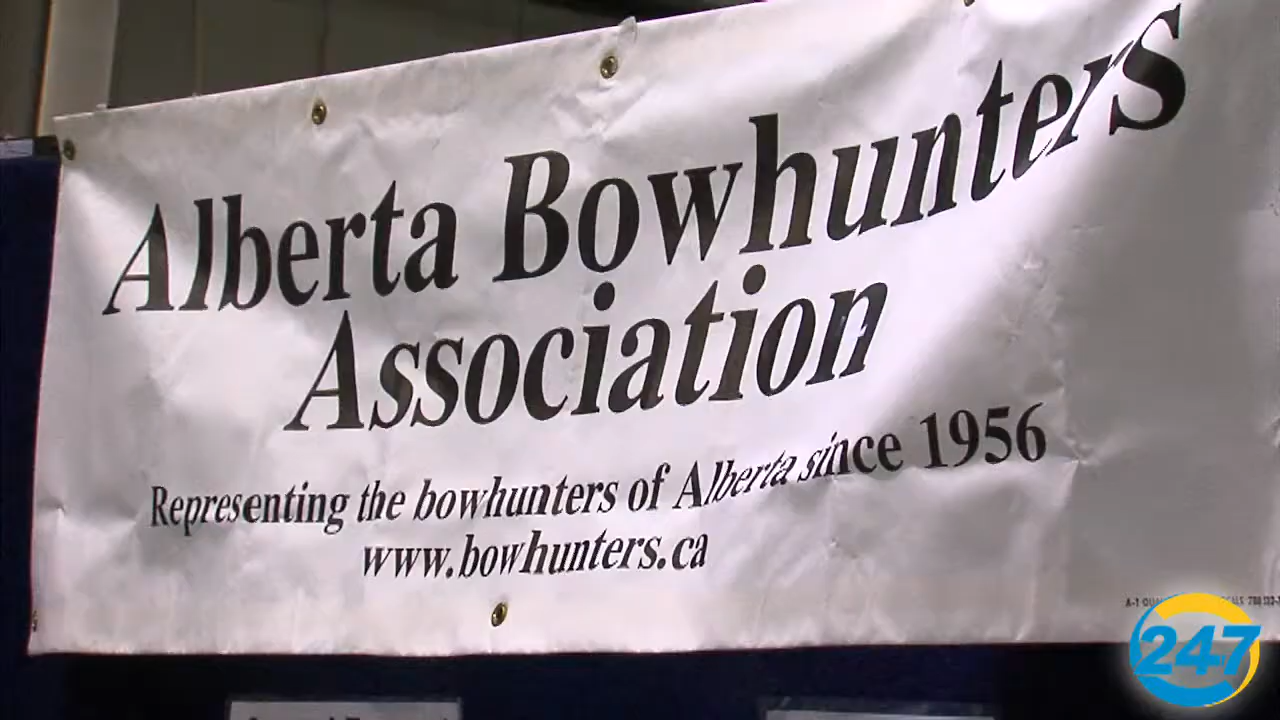 Alberta Bowhunters
Association
Representing the bowhunters of Alberta since 1956
www.bowhunters.ca
247